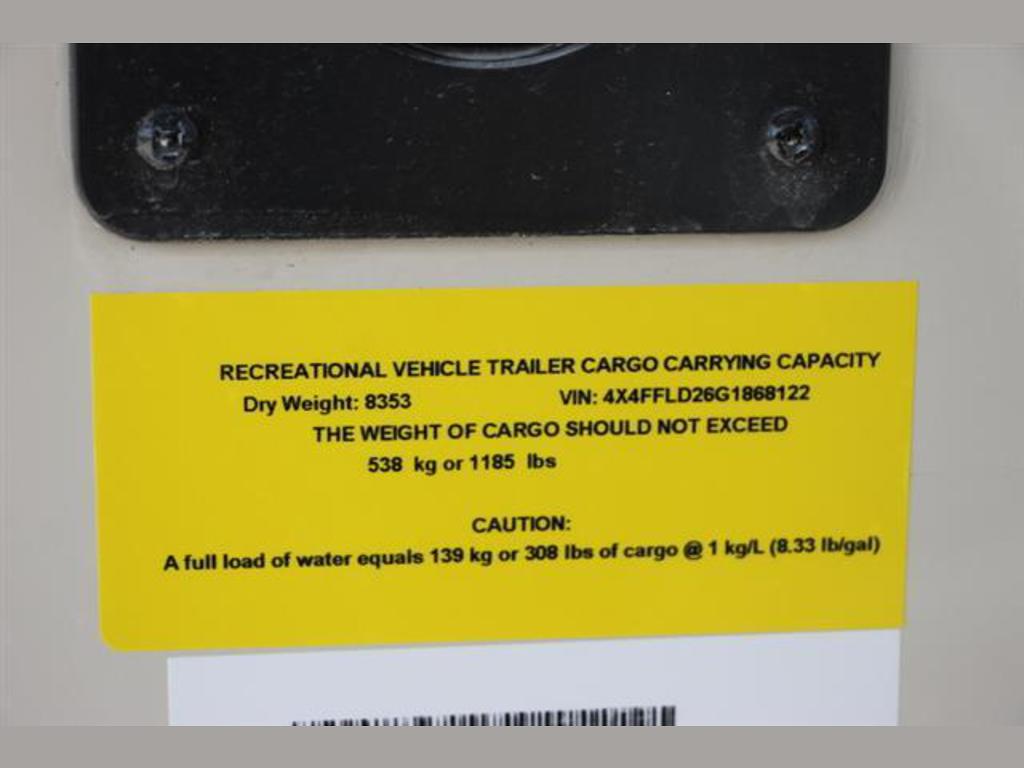 RECREATIONAL VEHICLE TRAILER CARGO CARRYING CAPACITY
Dry Weight: 8353 VIN: 4X4FFLD26G1868122
THE WEIGHT OF CARGO SHOULD NOT EXCEED
538 kg or 1185 lbs
CAUTION:
A full load of water equals 139 kg or 308 lbs of cargo @ 1 kg/L (8.33 lb/gal)